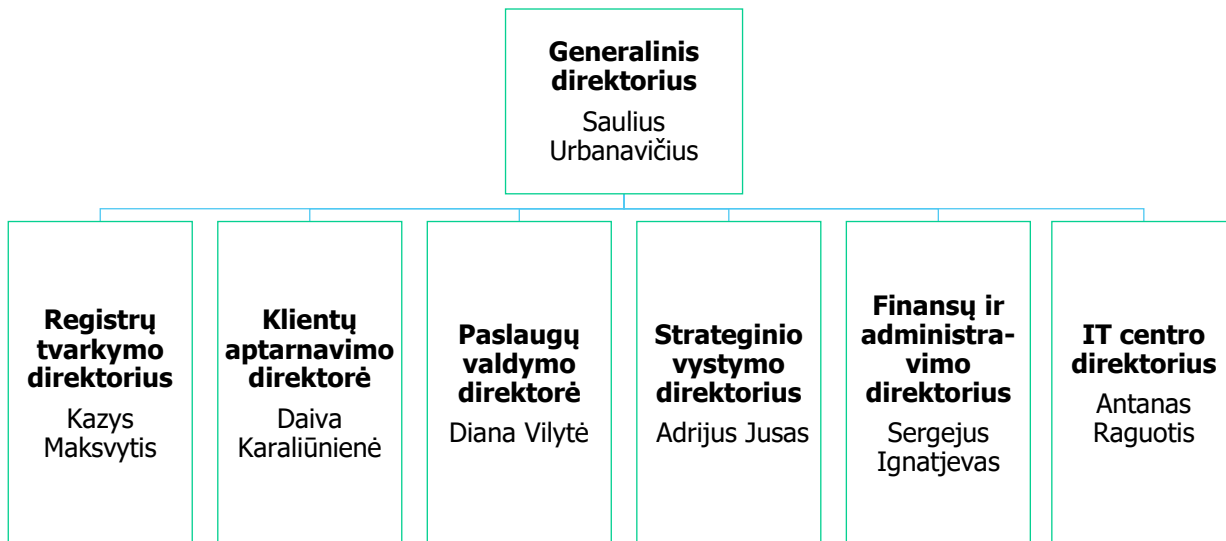 Generalinis
direktorius
Saulius
Urbanavičius
Registrų
tvarkymo
direktorius
Kazys
Maksvytis
Klientų
aptarnavimo
direktorė
Daiva
Karaliūnienė
Paslaugų
valdymo
direktorė
Diana Vilytė
Strateginio
vystymo
direktorius
Adrijus Jusas
Finansų ir
administra-
vimo
direktorius
Sergejus
Ignatjevas
IT centro
direktorius
Antanas
Raguotis